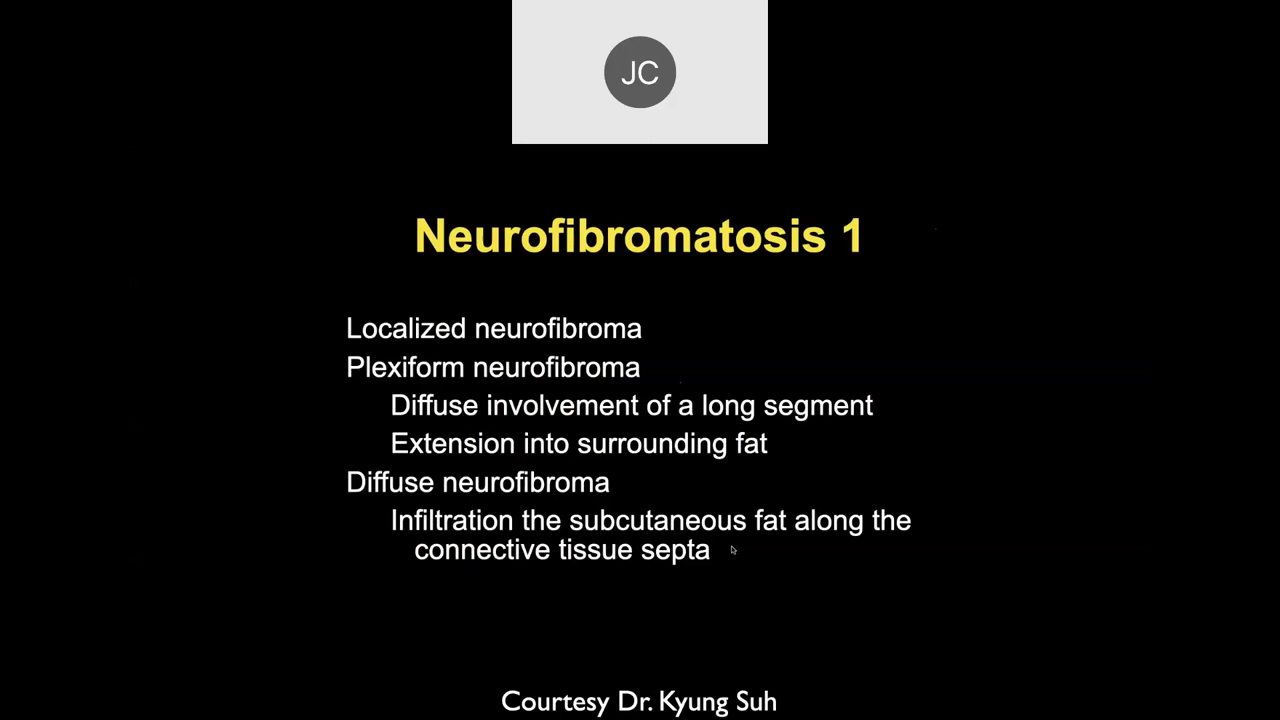 JC
Neurofibromatosis 1
Localized neurofibroma
Plexiform neurofibroma
Diffuse involvement of a long segment
Extension into surrounding fat
Diffuse neurofibroma
Infiltration the subcutaneous fat along the
connective tissue septa
Courtesy Dr. Kyung Suh